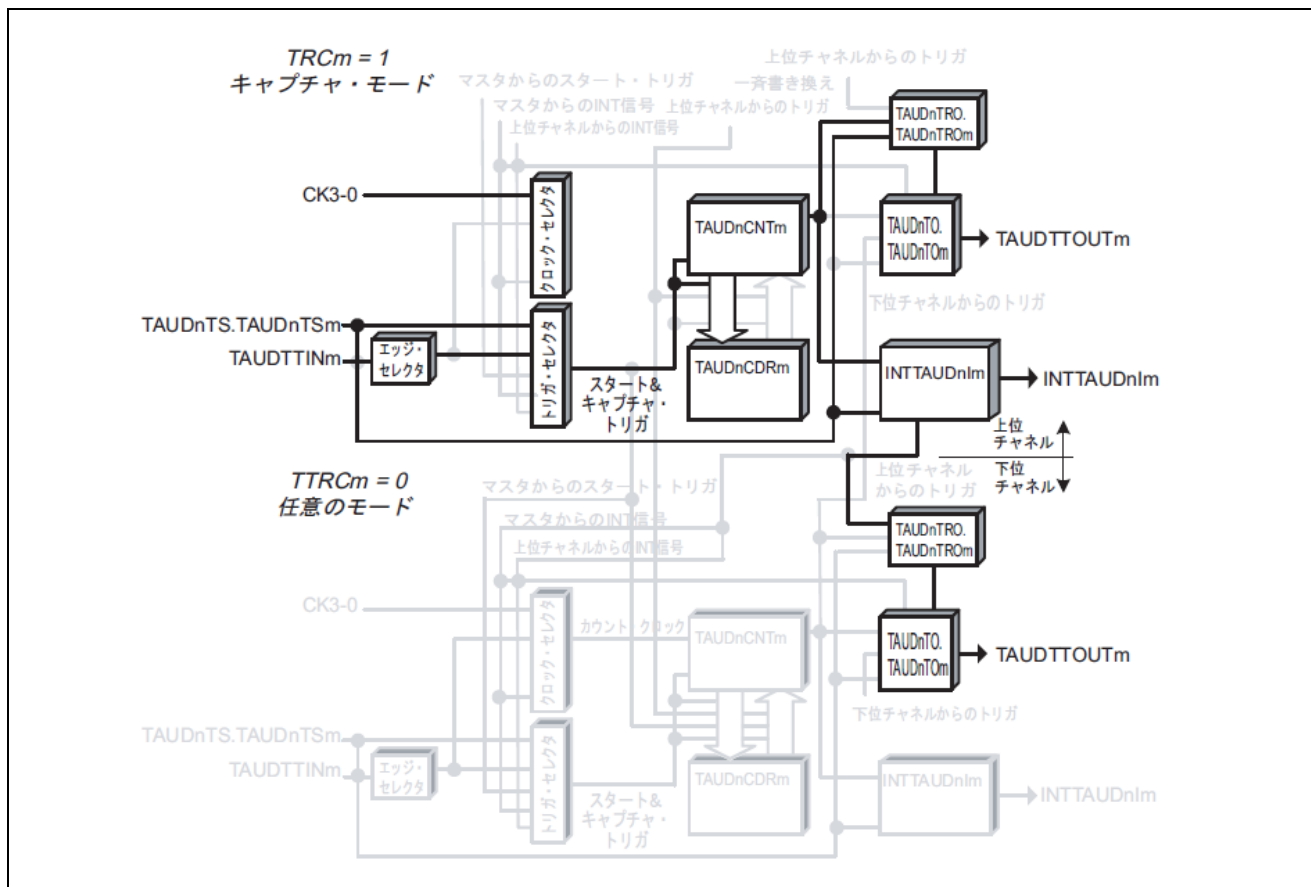 TRCm = 1
キャプチャ・モード
上位チャネルからのトリガ
マスタからのスタート・トリガ
一斉書き換え
マスタからのINT信号
上位チャネルからのトリガ
上位チャネルからのINT信号
TAUDnTRO.
TAUDnTROm
CK3-0
クロック・セレクタ
TAUDnCNTm
TAUDnTO.
TAUDnTOm
TAUDTTOUTm
下位チャネルからのトリガ
TAUDnTS.TAUDnTSm
TAUDTTINm
エッジ・
セレクタ
トリガ・セレクタ
スタート&
キャプチャ・
トリガ
TAUDnCDRm
INTTAUDnIm
INTTAUDnIm
上位
チャネル
下位
チャネル
TTRCm = 0
任意のモード
マスタからのスタート・トリガ
上位チャネル
からのトリガ
マスタからのINT信号
上位チャネルからのINT信号
TAUDnTRO.
TAUDnTROm
CK3-0
クロック・セレクタ
カウント クロック
TAUDnCNTm
TAUDnTO.
TAUDnTOm
TAUDTTOUTm
下位チャネルからのトリガ
TAUDnTS.TAUDnTSm
TAUDTTINm
エッジ・
セレクタ
トリガ・セレクタ
スタート&
キャプチャ・
トリガ
TAUDnCDRm
INTTAUDnIm
INTTAUDnIm